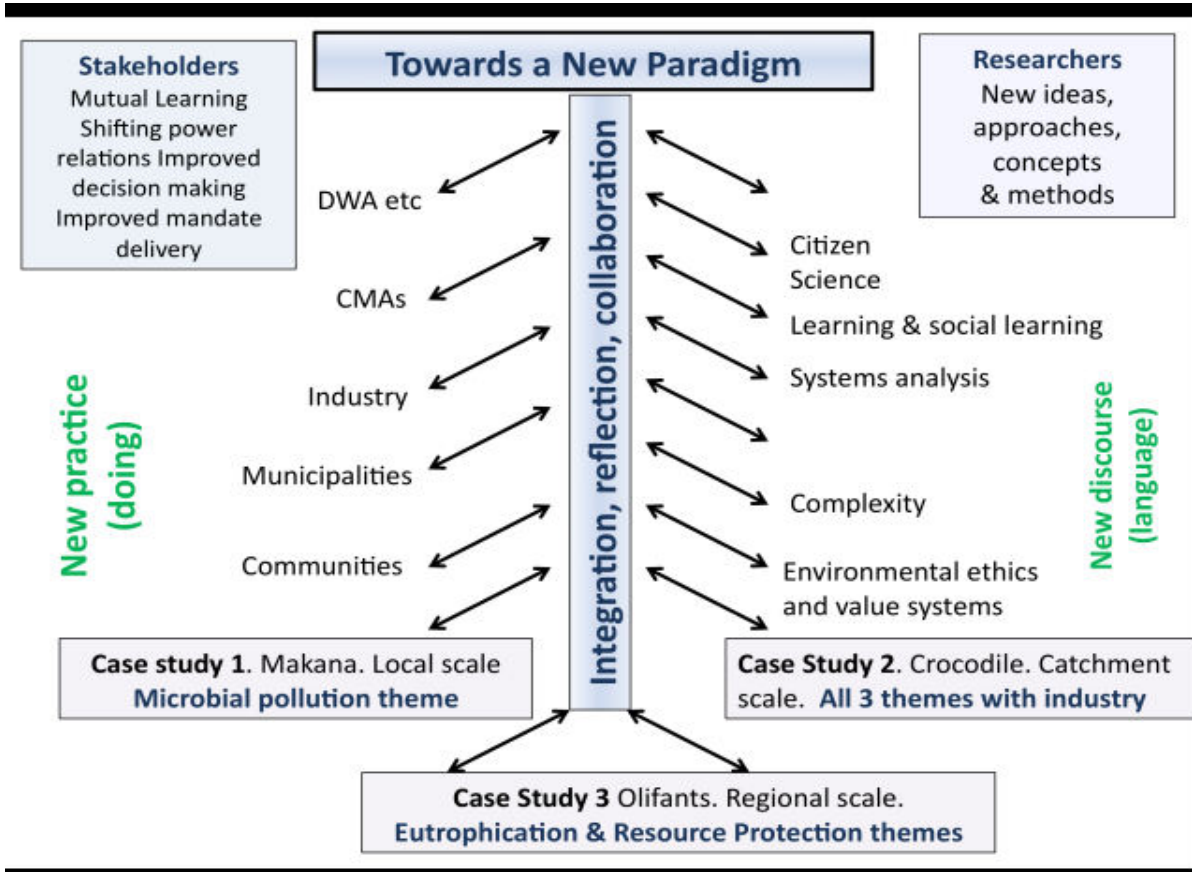 Towards a New Paradigm
Stakeholders
Mutual Learning
Shifting power
relations Improved
decision making
Improved mandate
delivery
Researchers
New ideas,
approaches,
concepts
& methods
New practice
(doing)
DWA etc
CMAs
Industry
Municipalities
Communities
Integration, reflection, collaboration
Citizen
Science
Learning & social learning
Systems analysis
Complexity
Environmental ethics
and value systems
New discourse
(language)
Case study 1. Makana. Local scale
Microbial pollution theme
Case Study 2. Crocodile. Catchment
scale. All 3 themes with industry
Case Study 3 Olifants. Regional scale.
Eutrophication & Resource Protection themes